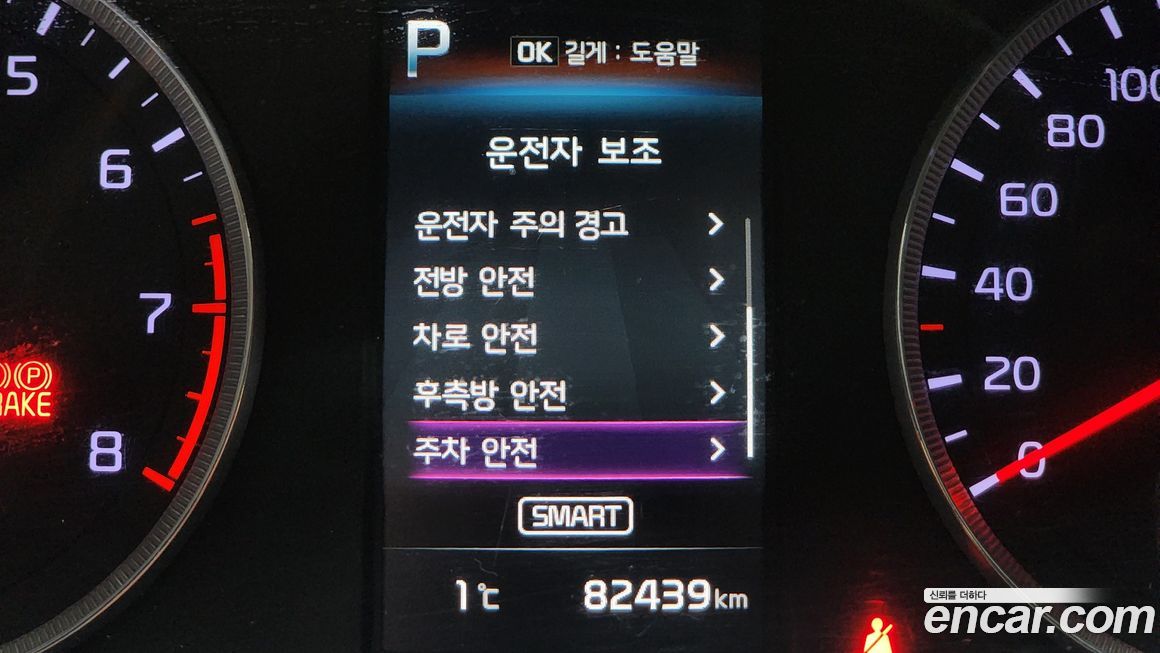 P
OK 길게 : 도움말
운전자 보조
운전자 주의 경고
전방 안전
차로 안전
후측방 안전
주차 안전
SMART
1℃ 82439km
5
6
7
8
(P)
100
80
60
40
20
0
신뢰를 더하다
encar.com